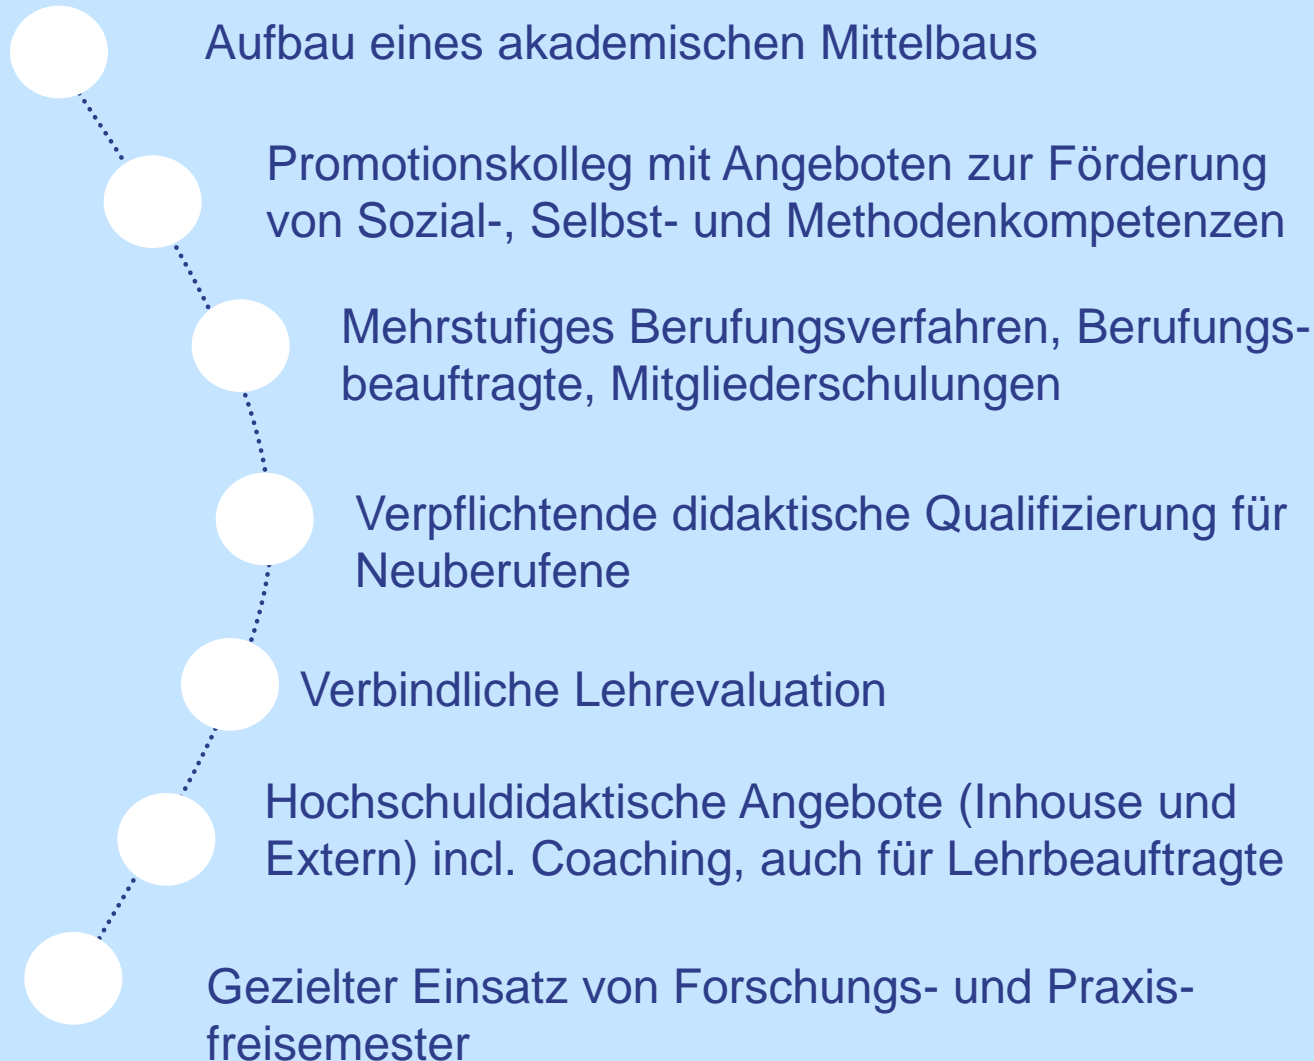 Aufbau eines akademischen Mittelbaus
Promotionskolleg mit Angeboten zur Förderung
von Sozial-, Selbst- und Methodenkompetenzen
Mehrstufiges Berufungsverfahren, Berufungs-
beauftragte, Mitgliederschulungen
Verpflichtende didaktische Qualifizierung für
Neuberufene
Verbindliche Lehrevaluation
Hochschuldidaktische Angebote (Inhouse und
Extern) incl. Coaching, auch für Lehrbeauftragte
Gezielter Einsatz von Forschungs- und Praxis-
freisemester